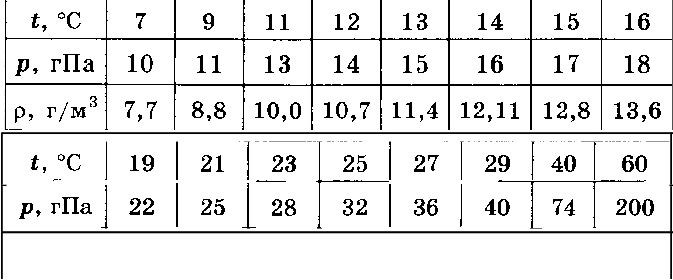 t, °C 7 9 11 12 13 14 15 16
p, гПа 10 11 13 14 15 16 17 18
ρ, г/м³ 7,7 8,8 10,0 10,7 11,4 12,11 12,8 13,6
t, °C 19 21 23 25 27 29 40 60
p, гПа 22 25 28 32 36 40 74 200